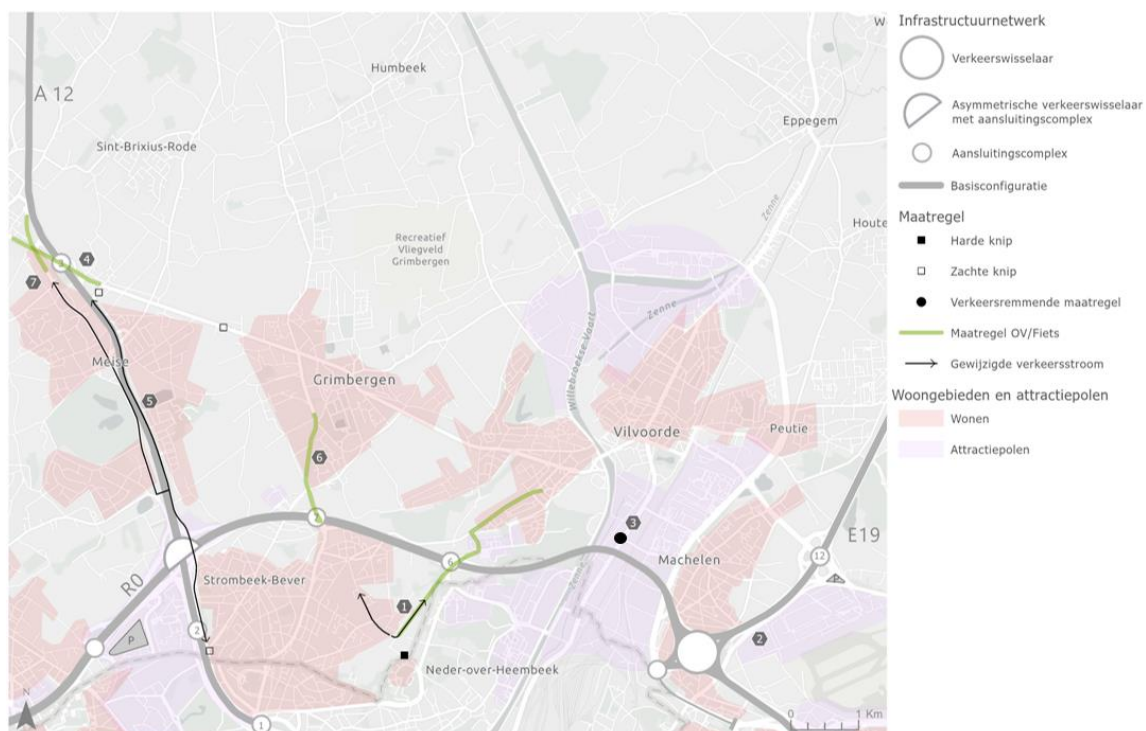 A 12
Humbeek
Sint-Brixius-Rode
Eppegem
Zenne
Houte
Recreatief
Vliegveld
Grimbergen
4
3
7
Zenne
Willebroekse Vaart
Meise
Grimbergen
5
6
Vilvoorde
Peutie
7
3
E19
R0
Strombeek-Bever
6
Zenne
Machelen
12
P
1
2
P
2
Neder-over-Heembeek
N
1
0 1 Km
Infrastructuurnetwerk
Verkeerswisselaar
Asymmetrische verkeerswisselaar
met aansluitingscomplex
Aansluitingscomplex
Basisconfiguratie
Maatregel
Harde knip
Zachte knip
Verkeersremmende maatregel
Maatregel OV/Fiets
Gewijzigde verkeersstroom
Woongebieden en attractiepolen
Wonen
Attractiepolen